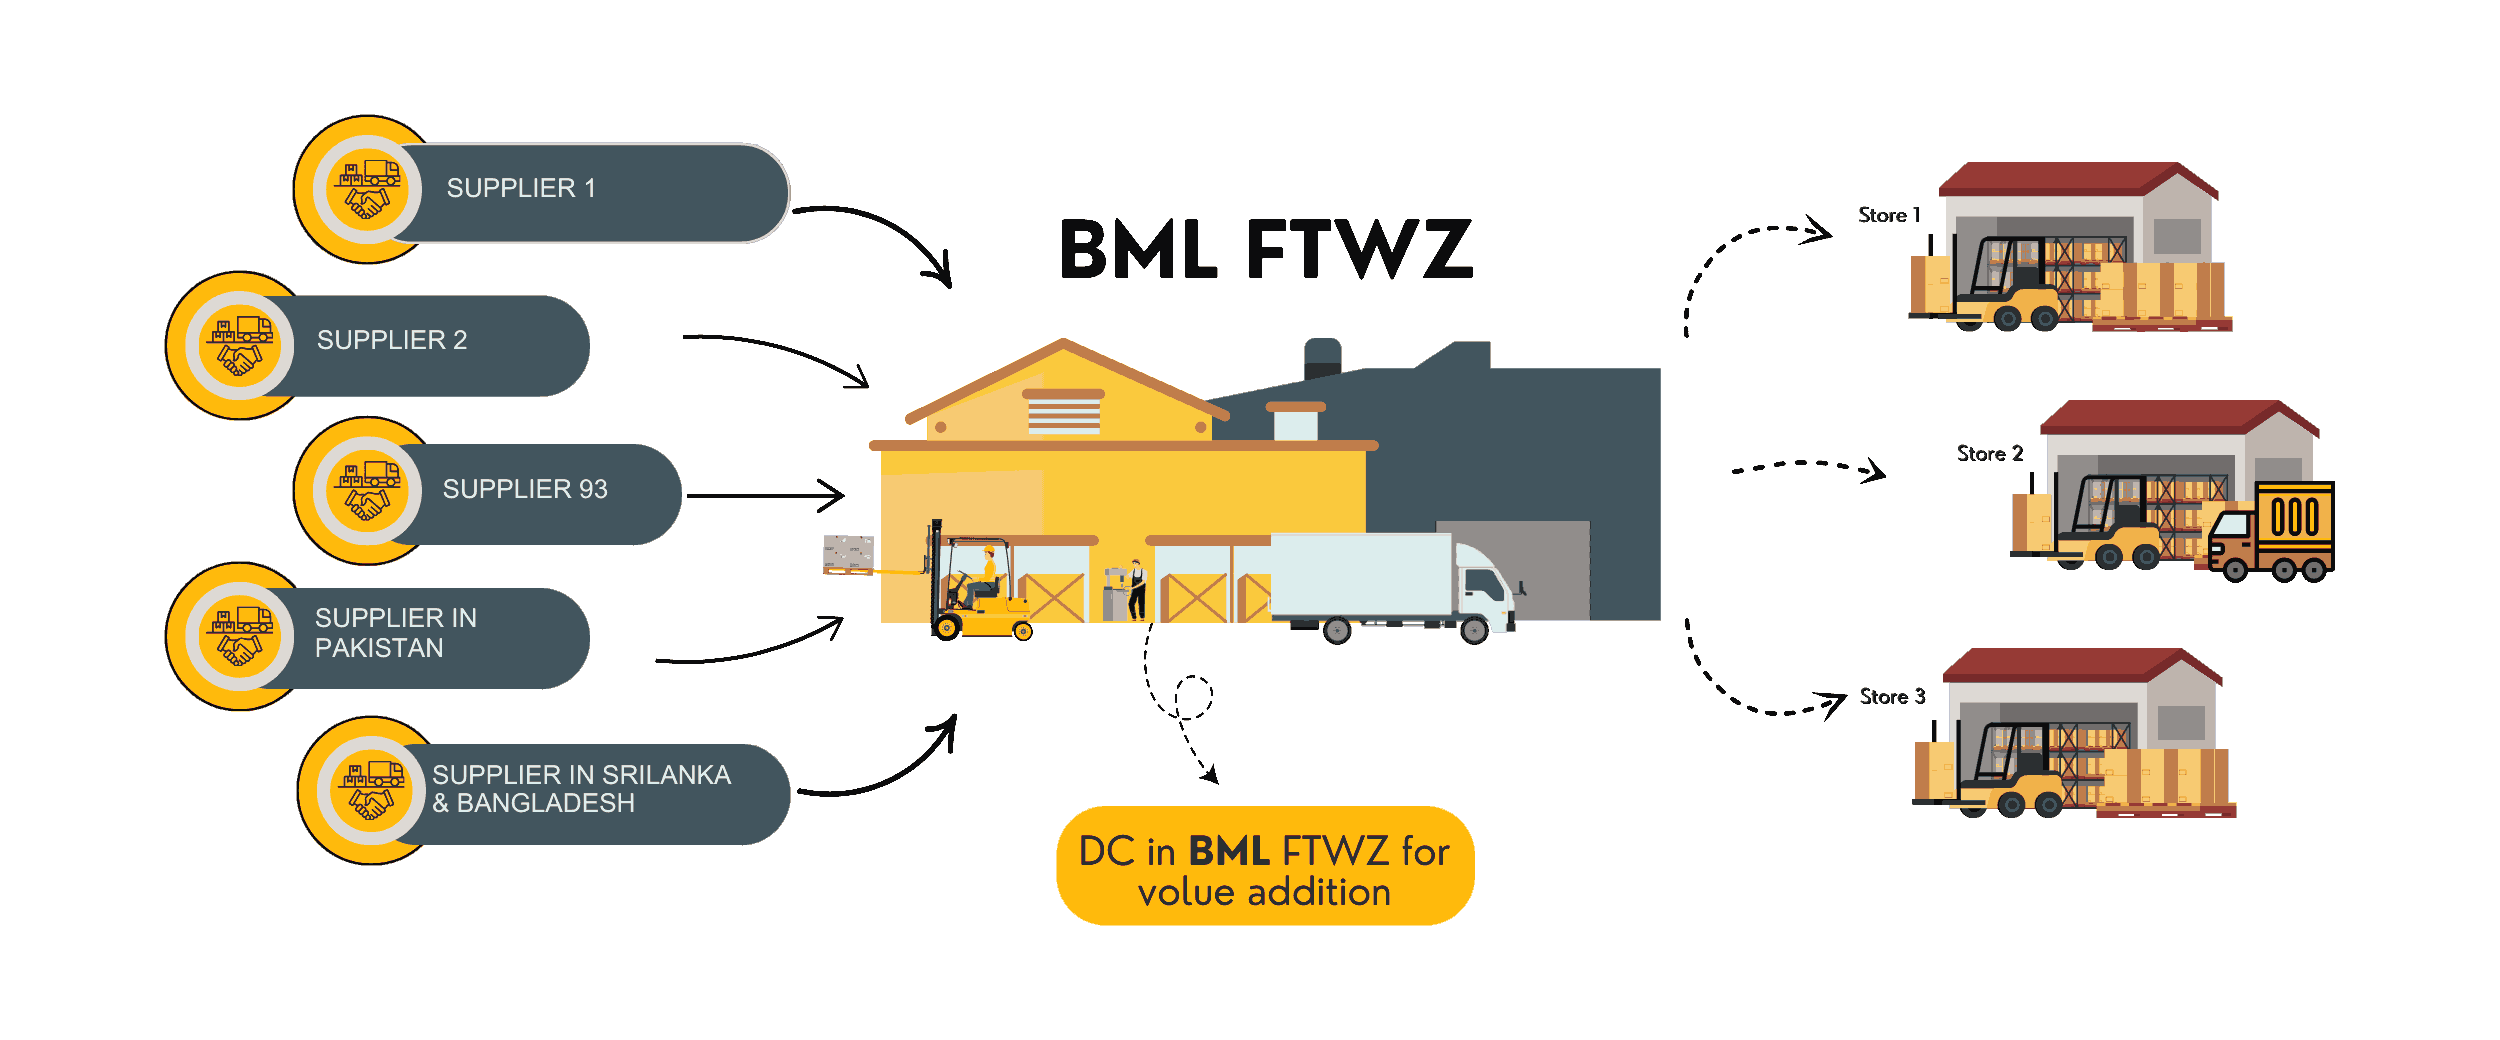 SUPPLIER 1
SUPPLIER 2
SUPPLIER 93
SUPPLIER IN
PAKISTAN
SUPPLIER IN SRILANKA
& BANGLADESH
BML FTWZ
DC in BML FTWZ for
volue addition
Store 1
Store 2
Store 3